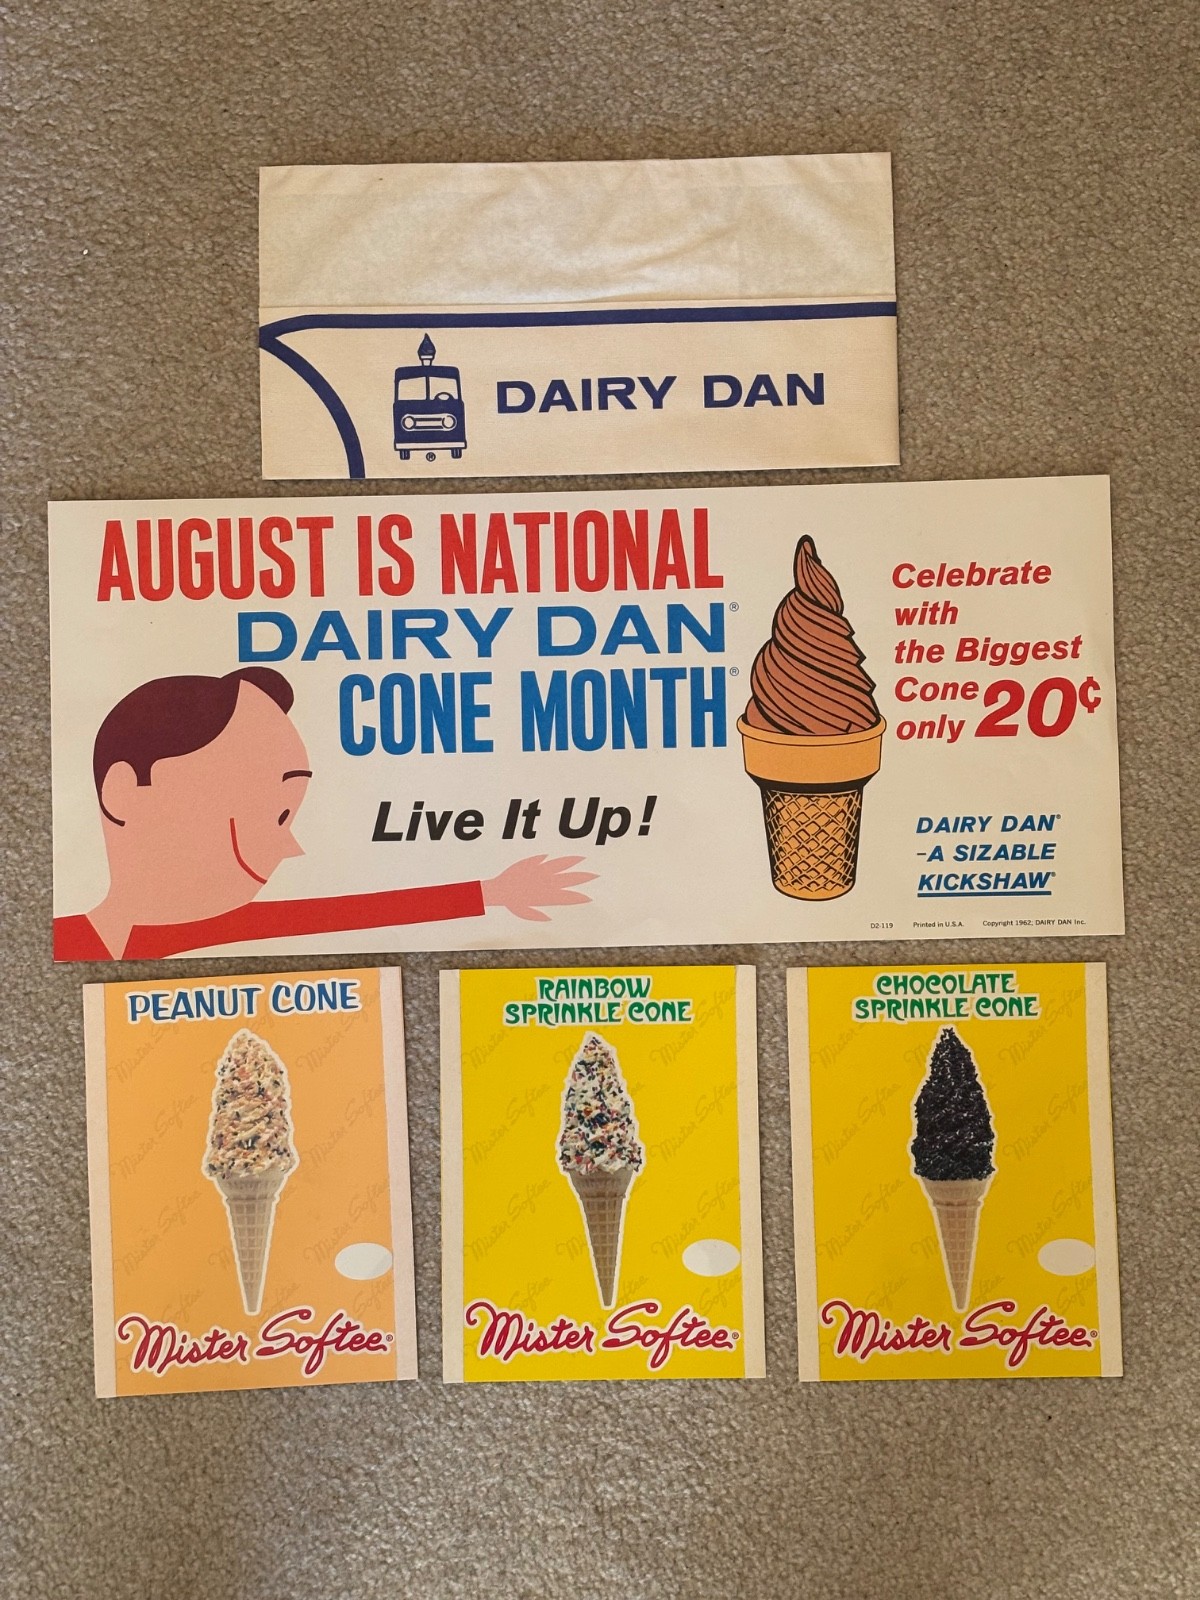 DAIRY DAN
®
AUGUST IS NATIONAL
DAIRY DAN®
CONE MONTH®
Live It Up!
Celebrate
with
the Biggest
Cone
only 20¢
DAIRY DAN®
-A SIZABLE
KICKSHAW®
D2-119 Printed in U.S.A. Copyright 1962; DAIRY DAN Inc.
PEANUT CONE
Mister Softee®
RAINBOW
SPRINKLE CONE
Mister Softee®
CHOCOLATE
SPRINKLE CONE
Mister Softee®